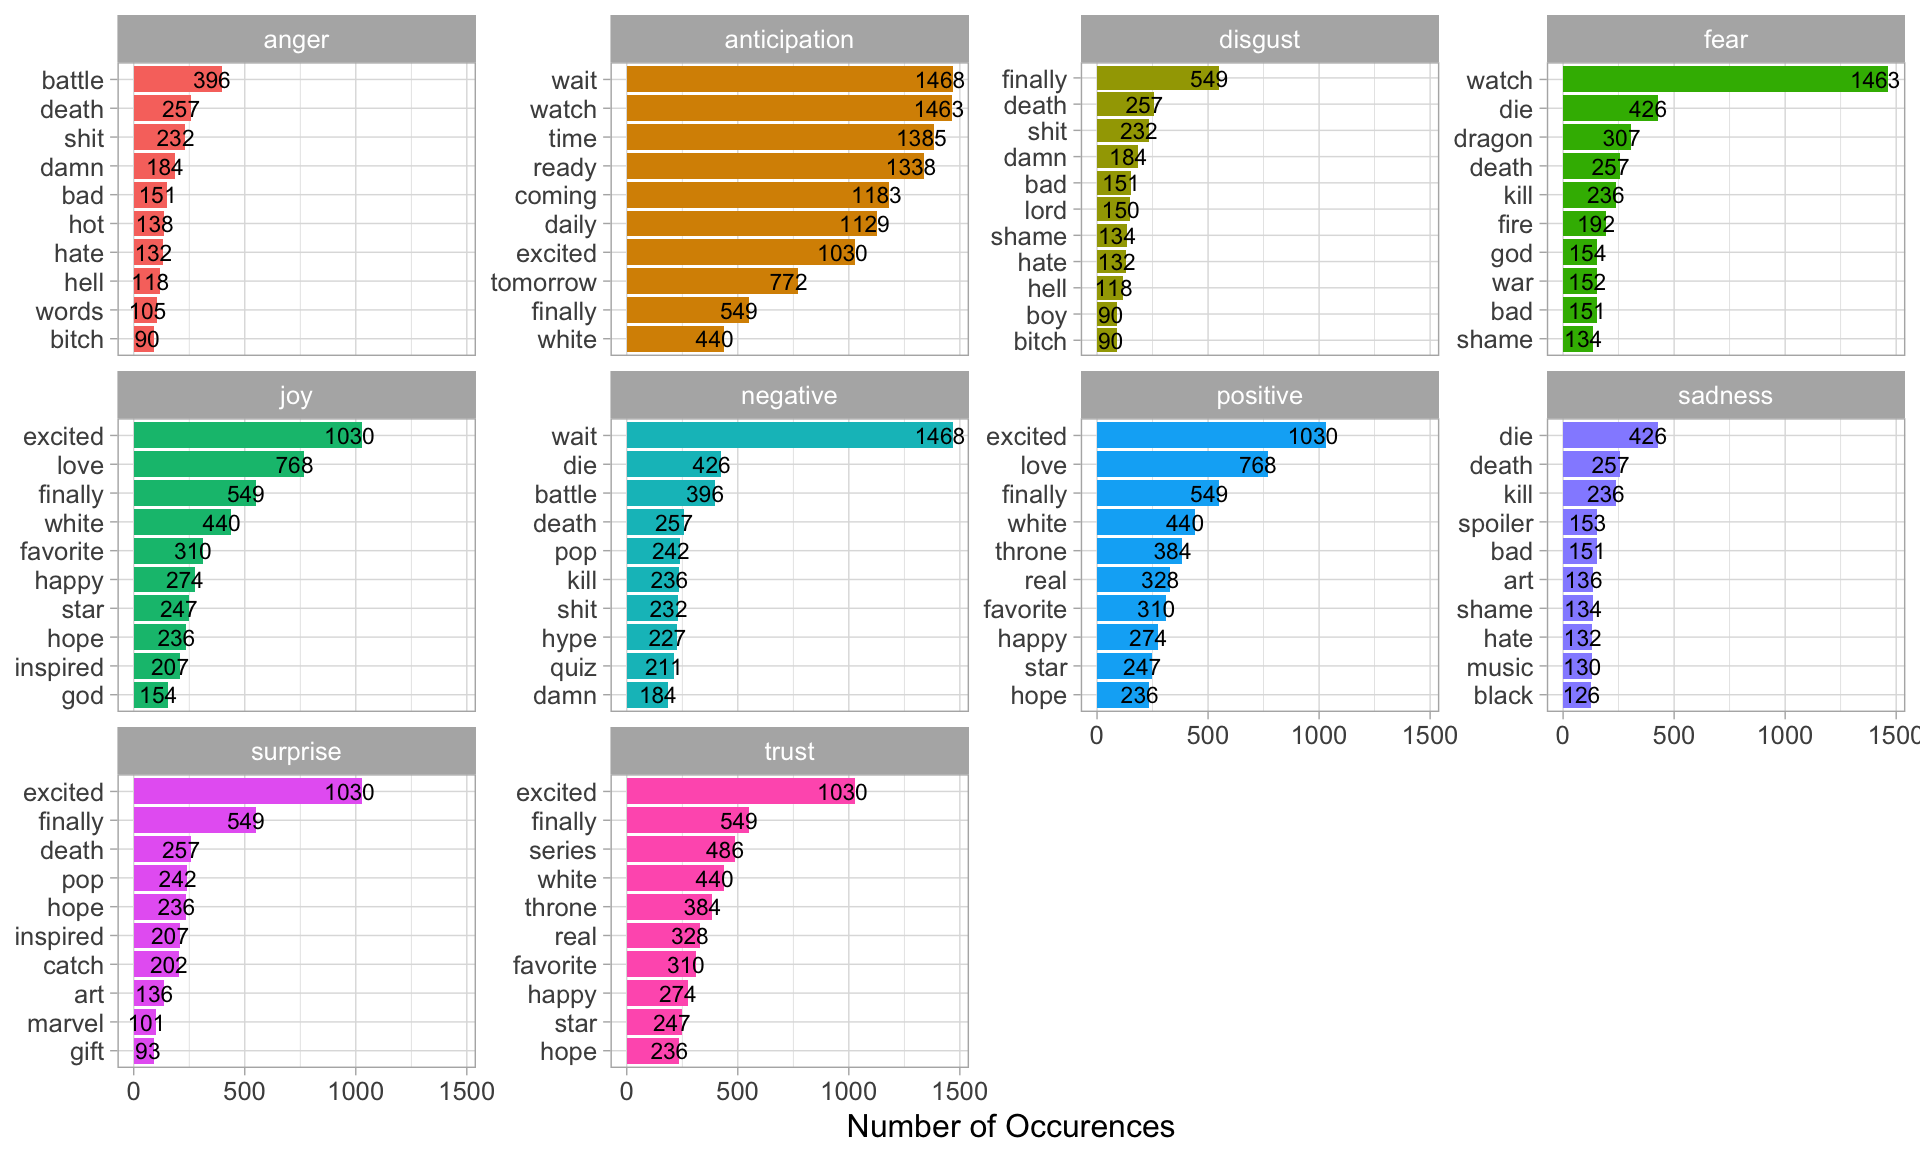 anger
battle 396
death 257
shit 232
damn 184
bad 151
hot 138
hate 132
hell 118
words 105
bitch 90
anticipation
wait 1468
watch 1463
time 1385
ready 1338
coming 1183
daily 1129
excited 1030
tomorrow 772
finally 549
white 440
disgust
finally 549
death 257
shit 232
damn 184
bad 151
lord 150
shame 134
hate 132
hell 118
boy 90
bitch 90
fear
watch 1463
die 426
dragon 307
death 257
kill 236
fire 192
god 154
war 152
bad 151
shame 134
joy
excited 1030
love 768
finally 549
white 440
favorite 310
happy 274
star 247
hope 236
inspired 207
god 154
negative
wait 1468
die 426
battle 396
death 257
pop 242
kill 236
shit 232
hype 227
quiz 211
damn 184
positive
excited 1030
love 768
finally 549
white 440
throne 384
real 328
favorite 310
happy 274
star 247
hope 236
0 500 1000 1500
sadness
die 426
death 257
kill 236
spoiler 153
bad 151
art 136
shame 134
hate 132
music 130
black 126
0 500 1000 1500
surprise
excited 1030
finally 549
death 257
pop 242
hope 236
inspired 207
catch 202
art 136
marvel 101
gift 93
0 500 1000 1500
trust
excited 1030
finally 549
series 486
white 440
throne 384
real 328
favorite 310
happy 274
star 247
hope 236
0 500 1000 1500
Number of Occurences